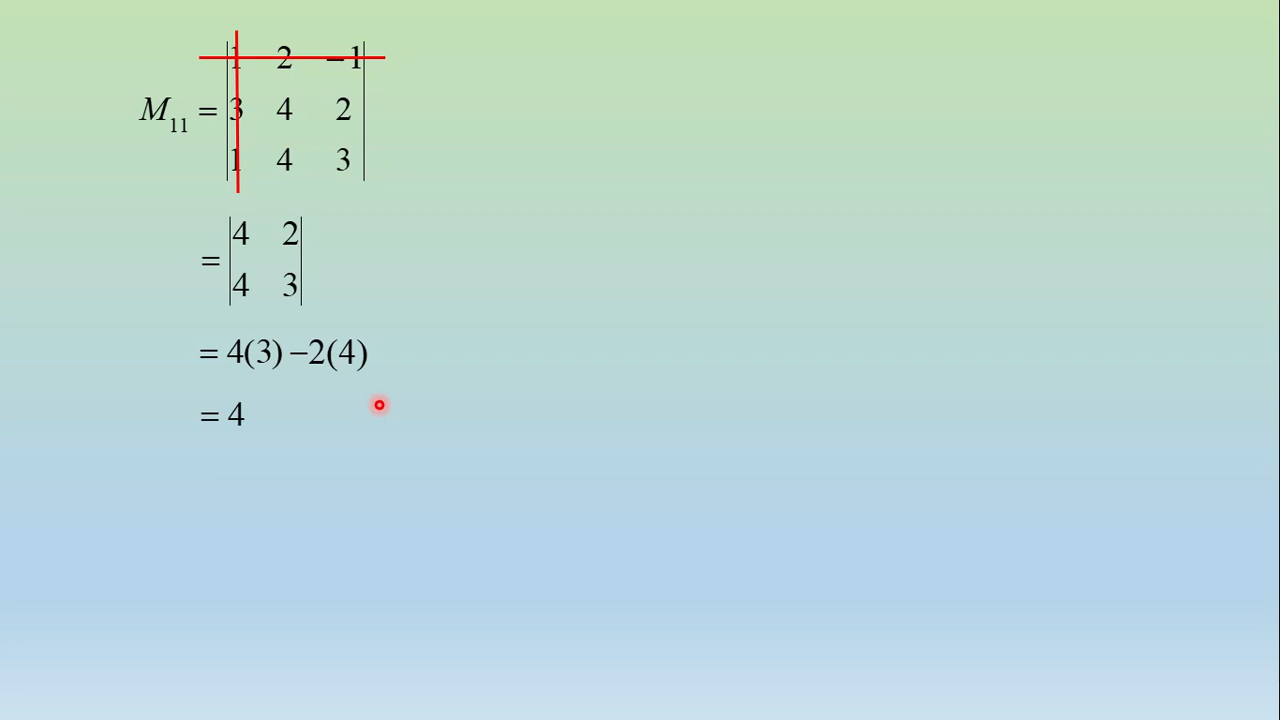 1 2 −1
M₁₁ = 3 4 2
1 4 3
4 2
=
4 3
= 4(3) −2(4)
= 4